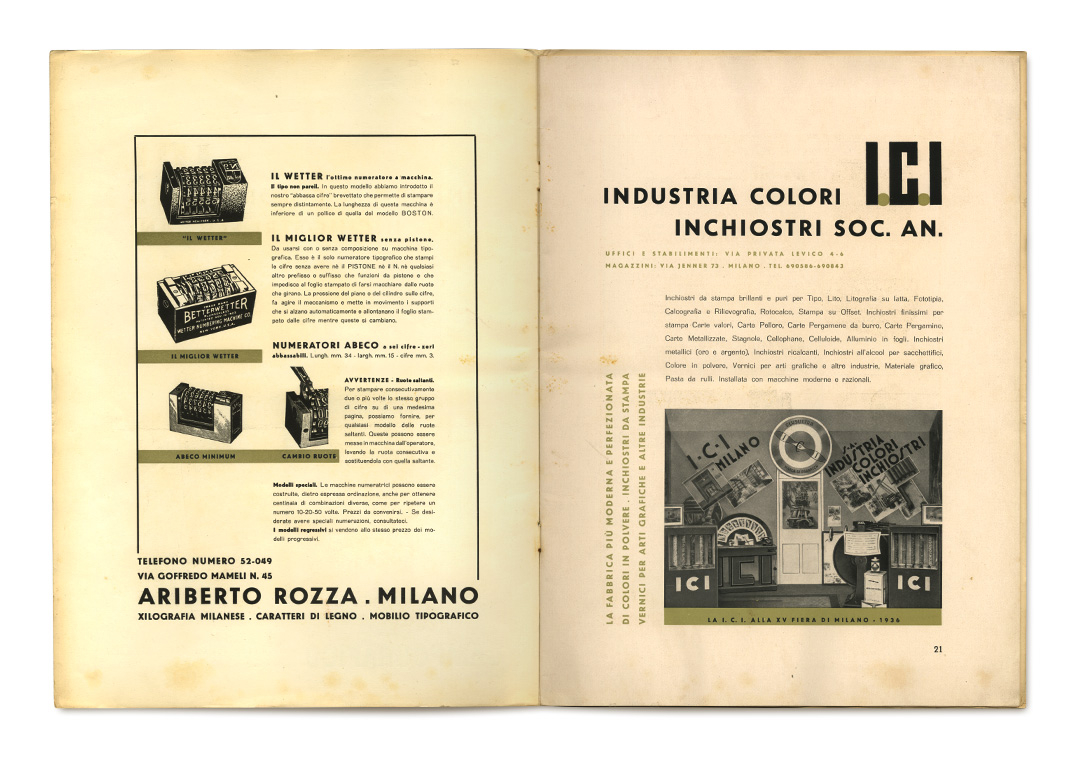 IL WETTER l'ottimo numeratore a macchina.
Il tipo non pareil. In questo modello abbiamo introdotto il
nostro "abbassa cifre" brevettato che permette di stampare
sempre distintamente. La lunghezza di questa macchina è
inferiore di un pollice di quella del modello BOSTON.
"IL WETTER"
IL MIGLIOR WETTER senza pistone.
Da usarsi con o senza composizione su macchina tipo-
grafica. Esso è il solo numeratore tipografico che stampi
la cifre senza avere nè il PISTONE nè il N. nè qualsiasi
altro prefisso o suffisso che funzioni da pistone e che
impedisca al foglio stampato di farsi macchiare dalle ruote
che girano. La pressione del piano o del cilindro sulle cifre,
fa agire il meccanismo e mette in movimento i supporti
che si alzano automaticamente e allontanano il foglio stam-
pato dalle cifre mentre queste si cambiano.
BETTERWETTER
WETTER NUMBERING MACHINE CO.
NEW YORK, U.S.A.
IL MIGLIOR WETTER
NUMERATORI ABECO a sei cifre - zeri
abbassabili. Lungh. mm. 34 - largh. mm. 15 - cifre mm. 3.
AVVERTENZE - Ruote saltanti.
Per stampare consecutivamente
due o più volte lo stesso gruppo
di cifre su di una medesima
pagina, possiamo fornire, per
qualsiasi modello delle ruote
saltanti. Queste possono essere
messe in macchina dall'operatore,
levando la ruota consecutiva e
sostituendola con quella saltante.
ABECO MINIMUM
CAMBIO RUOTE
Modelli speciali. Le macchine numeratrici possono essere
costruite, dietro espressa ordinazione, anche per ottenere
centinaia di combinazioni diverse, come per ripetere un
numero 10-20-50 volte. Prezzi da convenirsi. - Se desi-
derate avere speciali numerazioni, consultateci.
I modelli regressivi si vendono allo stesso prezzo dei mo-
delli progressivi.
TELEFONO NUMERO 52-049
VIA GOFFREDO MAMELI N. 45
ARIBERTO ROZZA . MILANO
XILOGRAFIA MILANESE . CARATTERI DI LEGNO . MOBILIO TIPOGRAFICO
I.C.I
INDUSTRIA COLORI
INCHIOSTRI SOC. AN.
UFFICI E STABILIMENTI: VIA PRIVATA LEVICO 4-6
MAGAZZINI: VIA JENNER 73 . MILANO . TEL. 690586-690843
Inchiostri da stampa brillanti e puri per Tipo, Lito, Litografia su latta, Fototipia,
Calcografia e Rilievografia, Rotocalco, Stampa su Offset. Inchiostri finissimi per
stampa Carte valori, Carte Pelloro, Carte Pergamene da burro, Carte Pergamino,
Carte Metallizzate, Stagnola, Cellophane, Celluloide, Alluminio in fogli. Inchiostri
metallici (oro e argento). Inchiostri ricalcanti. Inchiostri all'alcool per sacchettifici,
Colore in polvere, Vernici per arti grafiche e altre industrie, Materiale grafico,
Pasta da rulli. Installata con macchine moderne e razionali.
LA FABBRICA PIÙ MODERNA E PERFEZIONATA
DI COLORI IN POLVERE . INCHIOSTRI DA STAMPA
VERNICI PER ARTI GRAFICHE E ALTRE INDUSTRIE
I·C·I
MILANO
S.A.
INDUSTRIA
COLORI
INCHIOSTRI
ICI
ICI
ICI
LA I. C. I. ALLA XV FIERA DI MILANO - 1936
21